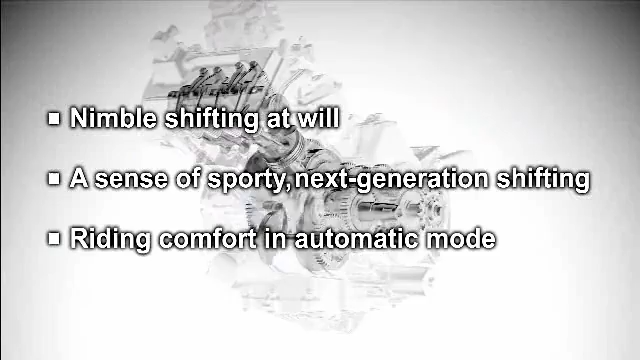 ▪ Nimble shifting at will
▪ A sense of sporty,next-generation shifting
▪ Riding comfort in automatic mode